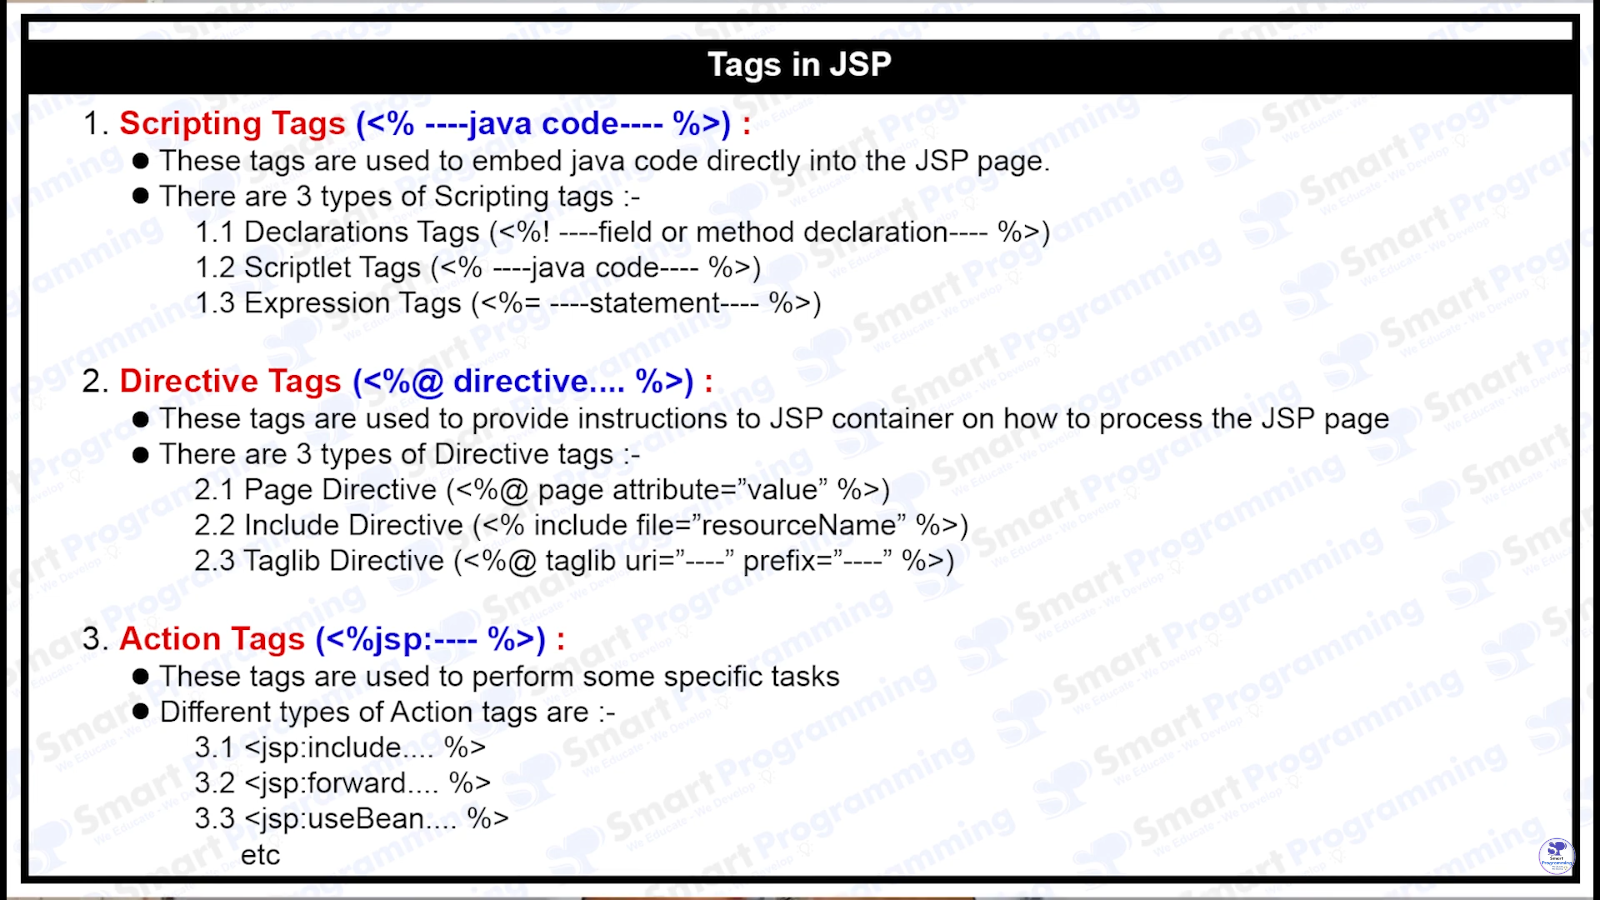 Tags in JSP
1. Scripting Tags (<% ----java code---- %>) :
● These tags are used to embed java code directly into the JSP page.
● There are 3 types of Scripting tags :-
1.1 Declarations Tags (<%! ----field or method declaration---- %>)
1.2 Scriptlet Tags (<% ----java code---- %>)
1.3 Expression Tags (<%= ----statement---- %>)
2. Directive Tags (<%@ directive.... %>) :
● These tags are used to provide instructions to JSP container on how to process the JSP page
● There are 3 types of Directive tags :-
2.1 Page Directive (<%@ page attribute=”value” %>)
2.2 Include Directive (<% include file=”resourceName” %>)
2.3 Taglib Directive (<%@ taglib uri=”----” prefix=”----” %>)
3. Action Tags (<%jsp:---- %>) :
● These tags are used to perform some specific tasks
● Different types of Action tags are :-
3.1 <jsp:include.... %>
3.2 <jsp:forward.... %>
3.3 <jsp:useBean.... %>
etc
Smart Programming
We Educate - We Develop